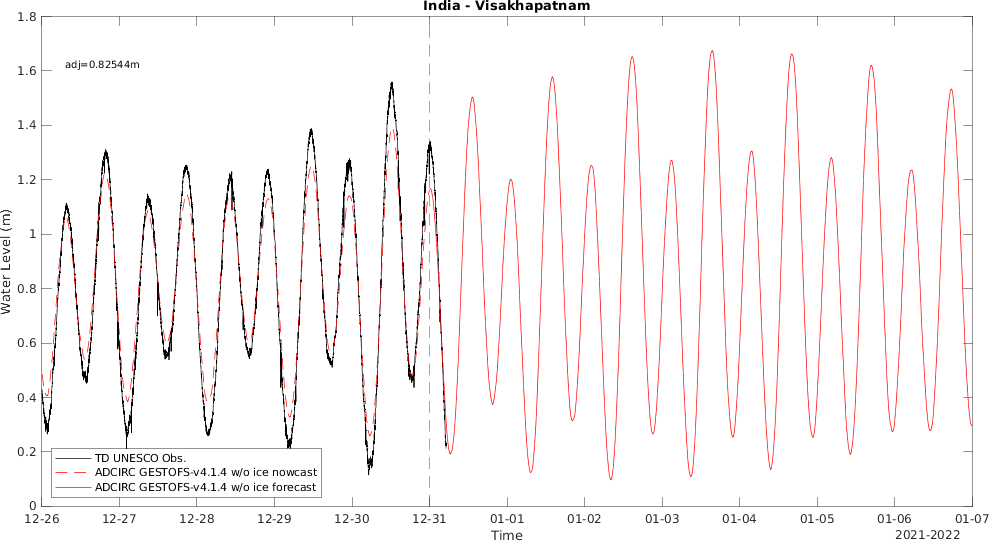 India - Visakhapatnam
1.8
1.6
1.4
1.2
1
0.8
0.6
0.4
0.2
0
Water Level (m)
adj=0.82544m
TD UNESCO Obs.
ADCIRC GESTOFS-v4.1.4 w/o ice nowcast
ADCIRC GESTOFS-v4.1.4 w/o ice forecast
12-26 12-27 12-28 12-29 12-30 12-31 01-01 01-02 01-03 01-04 01-05 01-06 01-07
Time
2021-2022